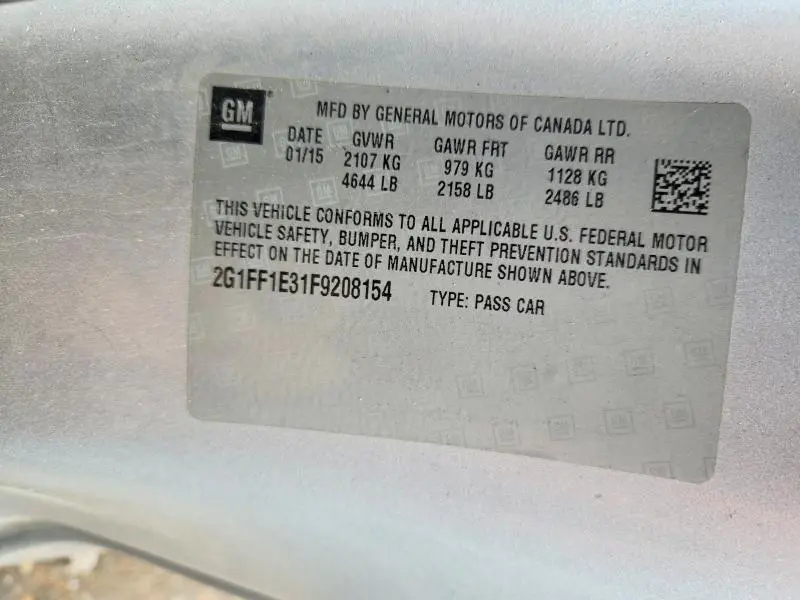 GM
MFD BY GENERAL MOTORS OF CANADA LTD.
DATE GVWR GAWR FRT GAWR RR
01/15 2107 KG 979 KG 1128 KG
4644 LB 2158 LB 2486 LB
THIS VEHICLE CONFORMS TO ALL APPLICABLE U.S. FEDERAL MOTOR
VEHICLE SAFETY, BUMPER, AND THEFT PREVENTION STANDARDS IN
EFFECT ON THE DATE OF MANUFACTURE SHOWN ABOVE.
2G1FF1E31F9208154 TYPE: PASS CAR